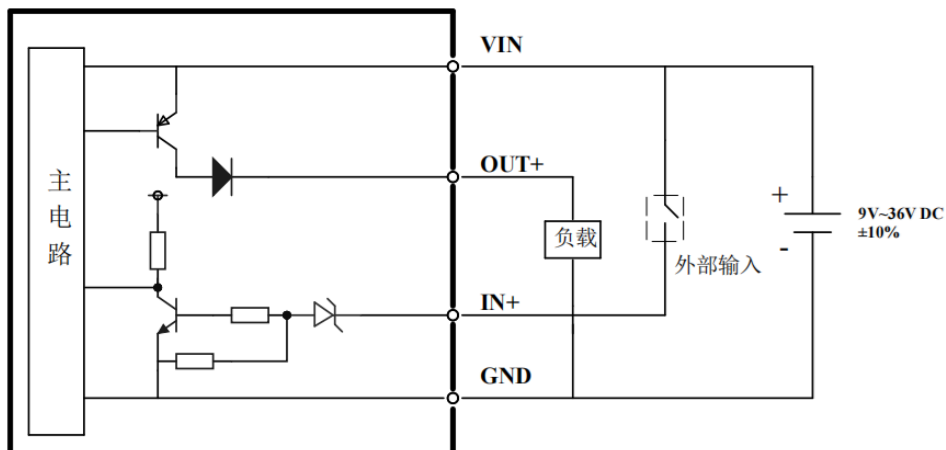 VIN
主电路
OUT+
负载
+
9V~36V DC
±10%
-
外部输入
IN+
GND